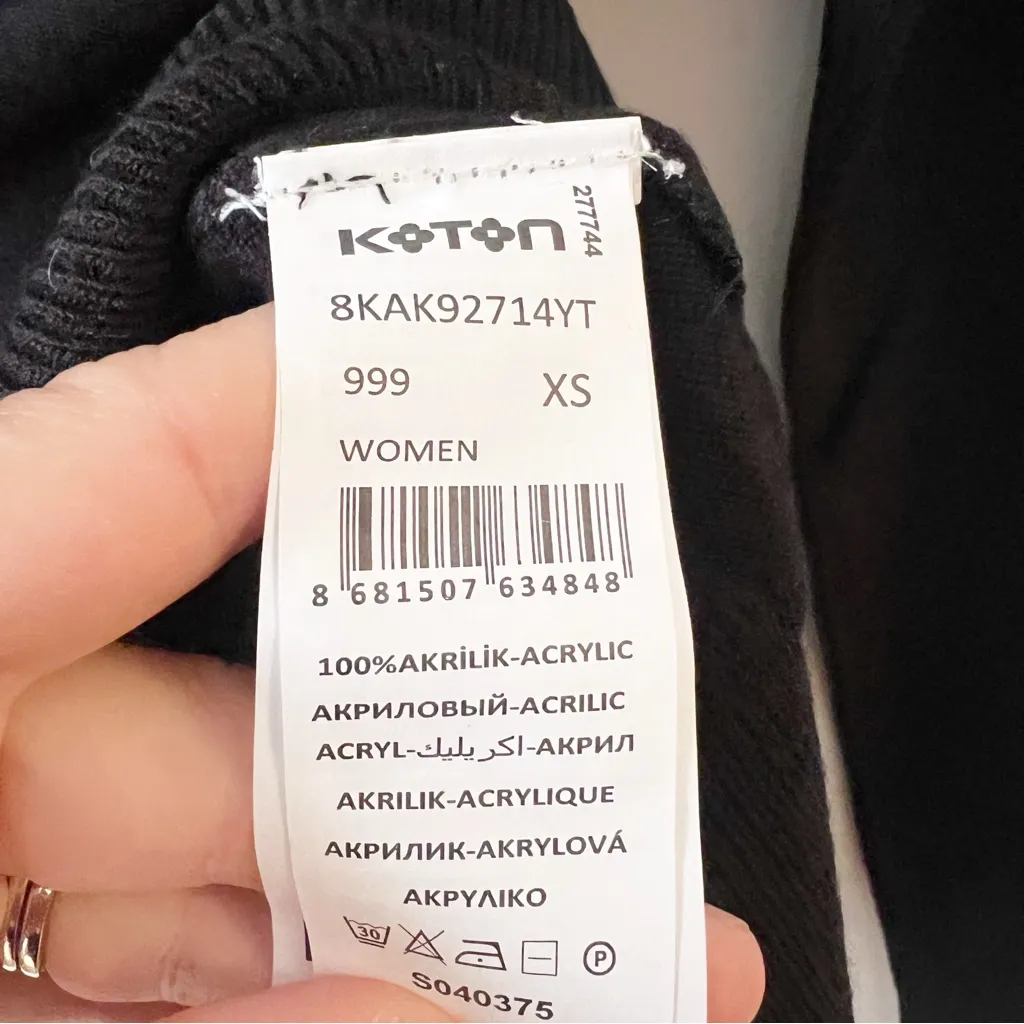 KOTON
277744
8KAK92714YT
999 XS
WOMEN
8 681507 634848
100%AKRİLİK-ACRYLIC
АКРИЛОВЫЙ-ACRILIC
ACRYL-اكريليك-АКРИЛ
AKRILIK-ACRYLIQUE
АКРИЛИК-AKRYLOVÁ
ΑΚΡΥΛΙΚΟ
30
P
S040375